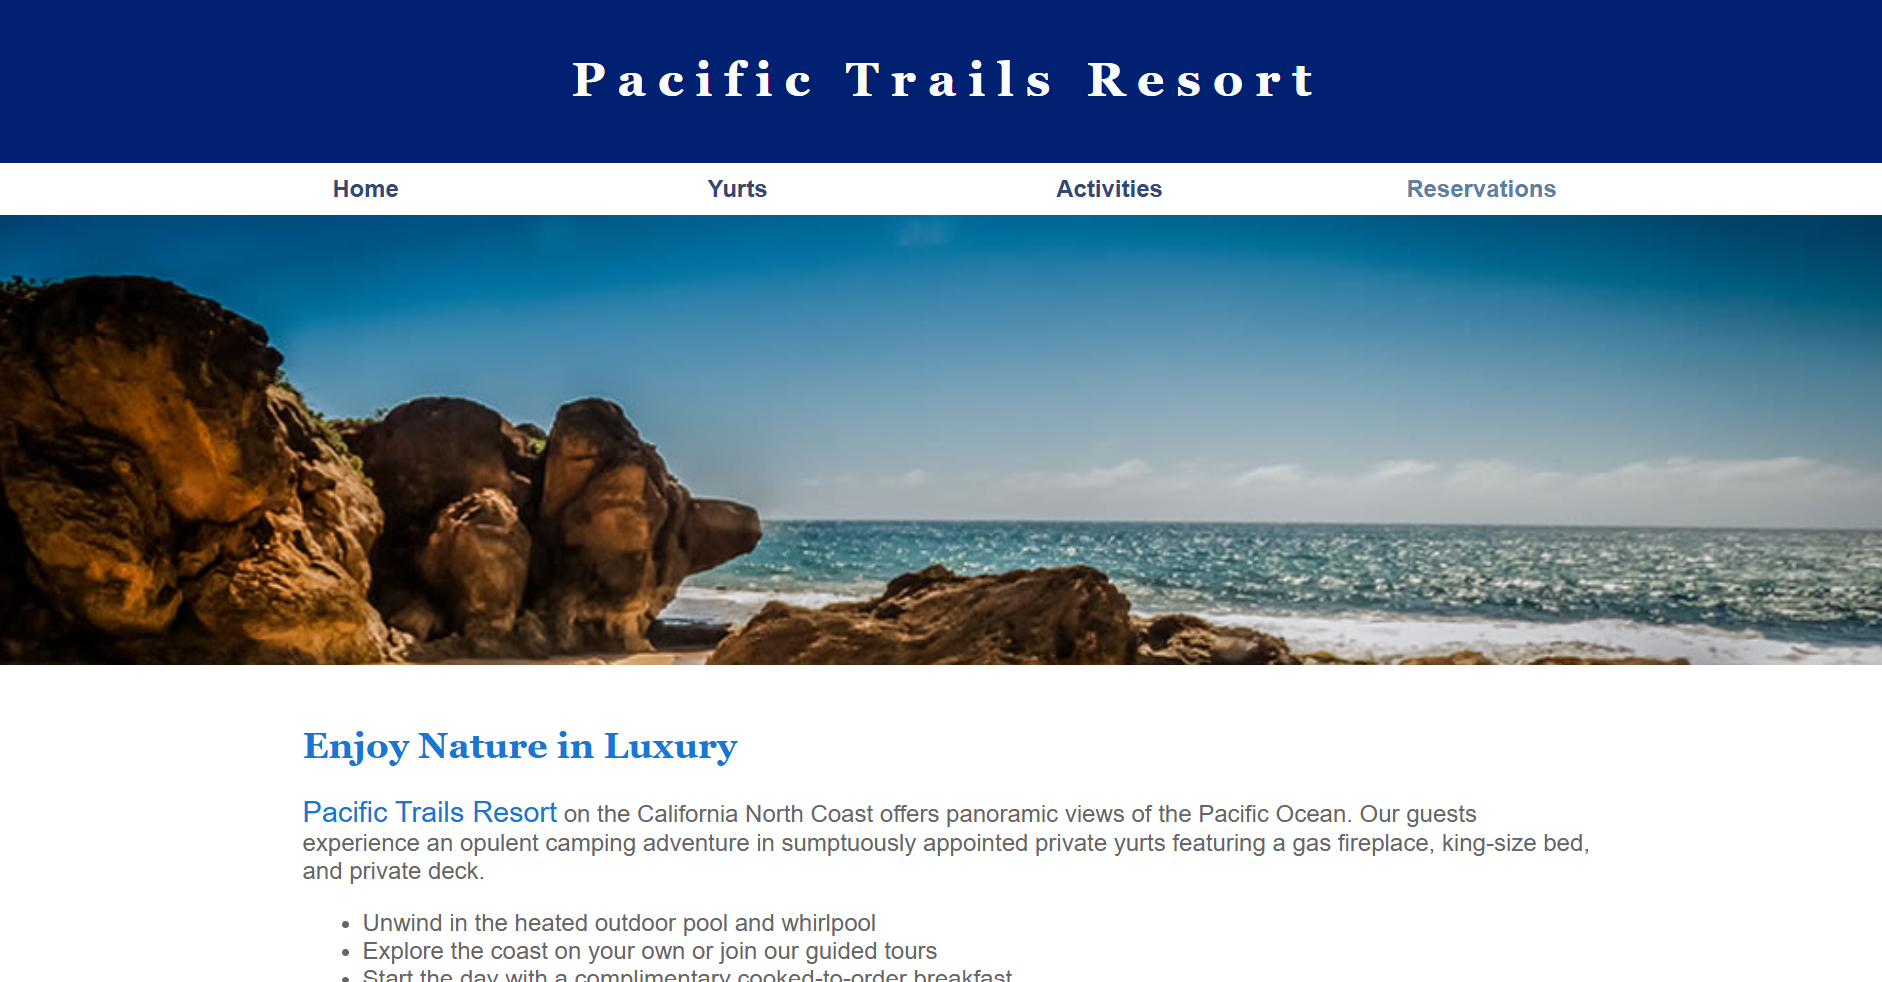 Pacific Trails Resort
Home Yurts Activities Reservations
Enjoy Nature in Luxury
Pacific Trails Resort on the California North Coast offers panoramic views of the Pacific Ocean. Our guests
experience an opulent camping adventure in sumptuously appointed private yurts featuring a gas fireplace, king-size bed,
and private deck.
• Unwind in the heated outdoor pool and whirlpool
• Explore the coast on your own or join our guided tours
• Start the day with a complimentary cooked-to-order breakfast